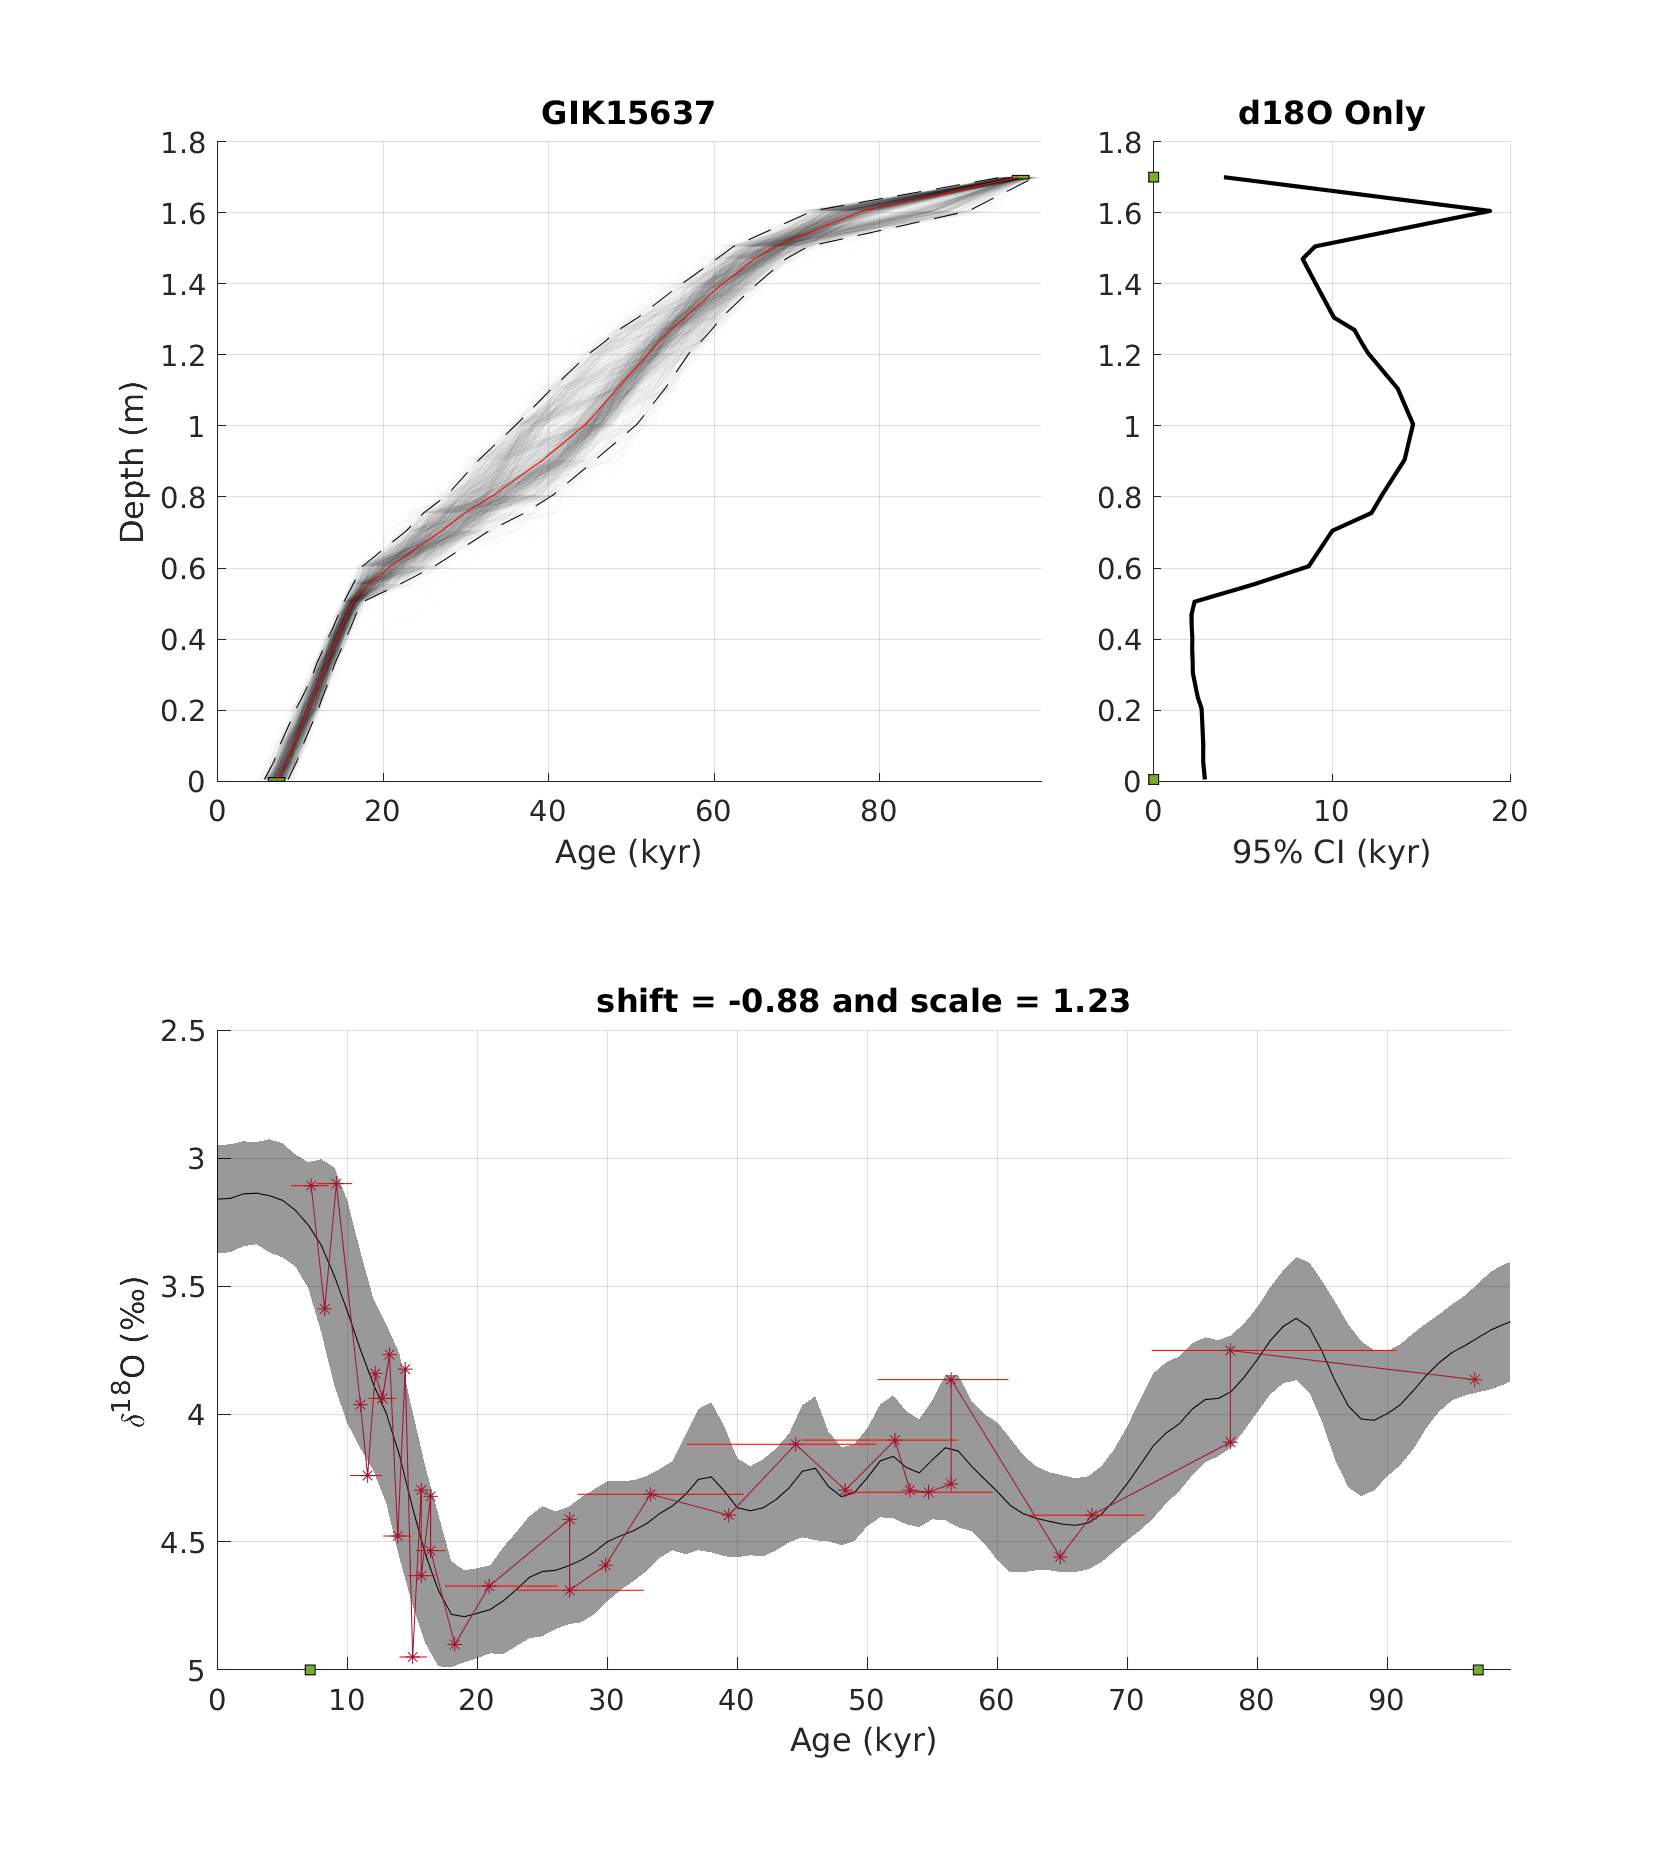 GIK15637
d18O Only
1.8
1.6
1.4
1.2
1
0.8
0.6
0.4
0.2
0
Depth (m)
0 20 40 60 80
Age (kyr)
1.8
1.6
1.4
1.2
1
0.8
0.6
0.4
0.2
0
0 10 20
95% CI (kyr)
shift = -0.88 and scale = 1.23
2.5
3
3.5
4
4.5
5
δ¹⁸O (‰)
0 10 20 30 40 50 60 70 80 90
Age (kyr)